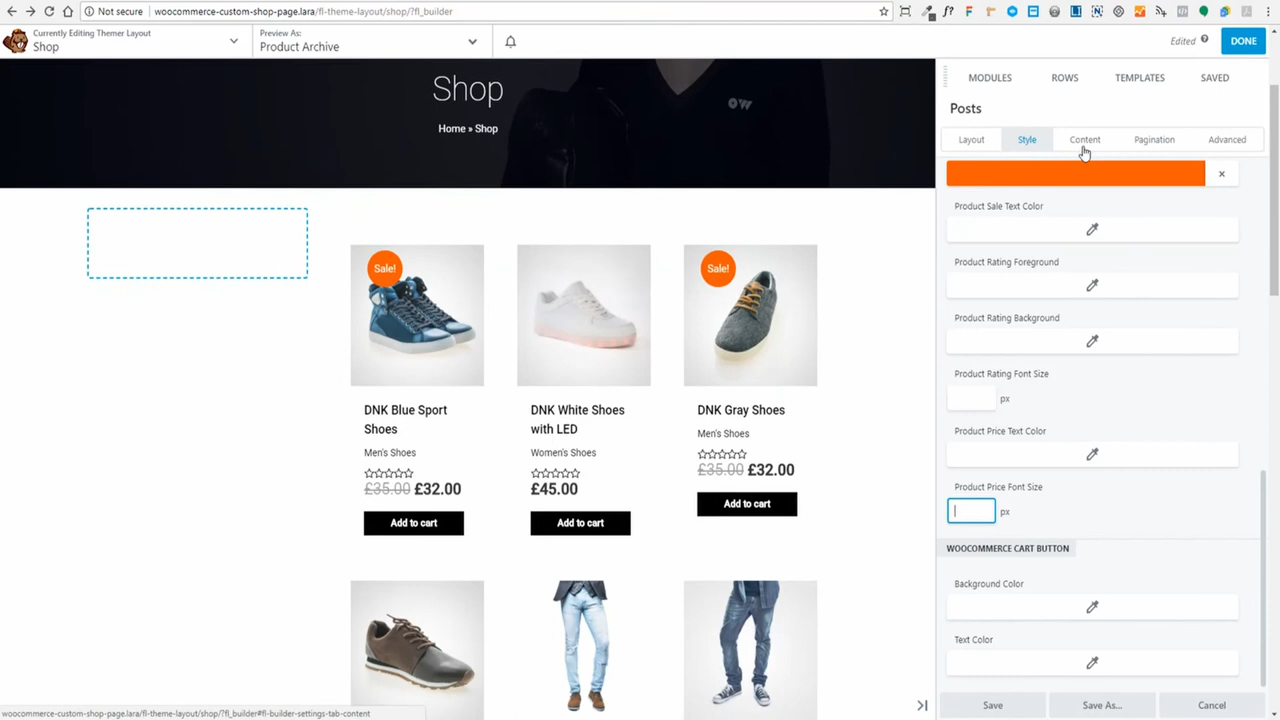 Not secure
woocommerce-custom-shop-page.lara/fl-theme-layout/shop/?fl_builder
Currently Editing Themer Layout
Shop
Preview As:
Product Archive
Edited
DONE
Shop
Home » Shop
MODULES
ROWS
TEMPLATES
SAVED
Posts
Layout
Style
Content
Pagination
Advanced
Product Sale Text Color
Product Rating Foreground
Product Rating Background
Product Rating Font Size
px
Product Price Text Color
Product Price Font Size
px
WOOCOMMERCE CART BUTTON
Background Color
Text Color
Save
Save As...
Cancel
Sale!
DNK Blue Sport
Shoes
Men's Shoes
£35.00 £32.00
Add to cart
DNK White Shoes
with LED
Women's Shoes
£45.00
Add to cart
Sale!
DNK Gray Shoes
Men's Shoes
£35.00 £32.00
Add to cart
woocommerce-custom-shop-page.lara/fl-theme-layout/shop/?fl_builder#fl-builder-settings-tab-content